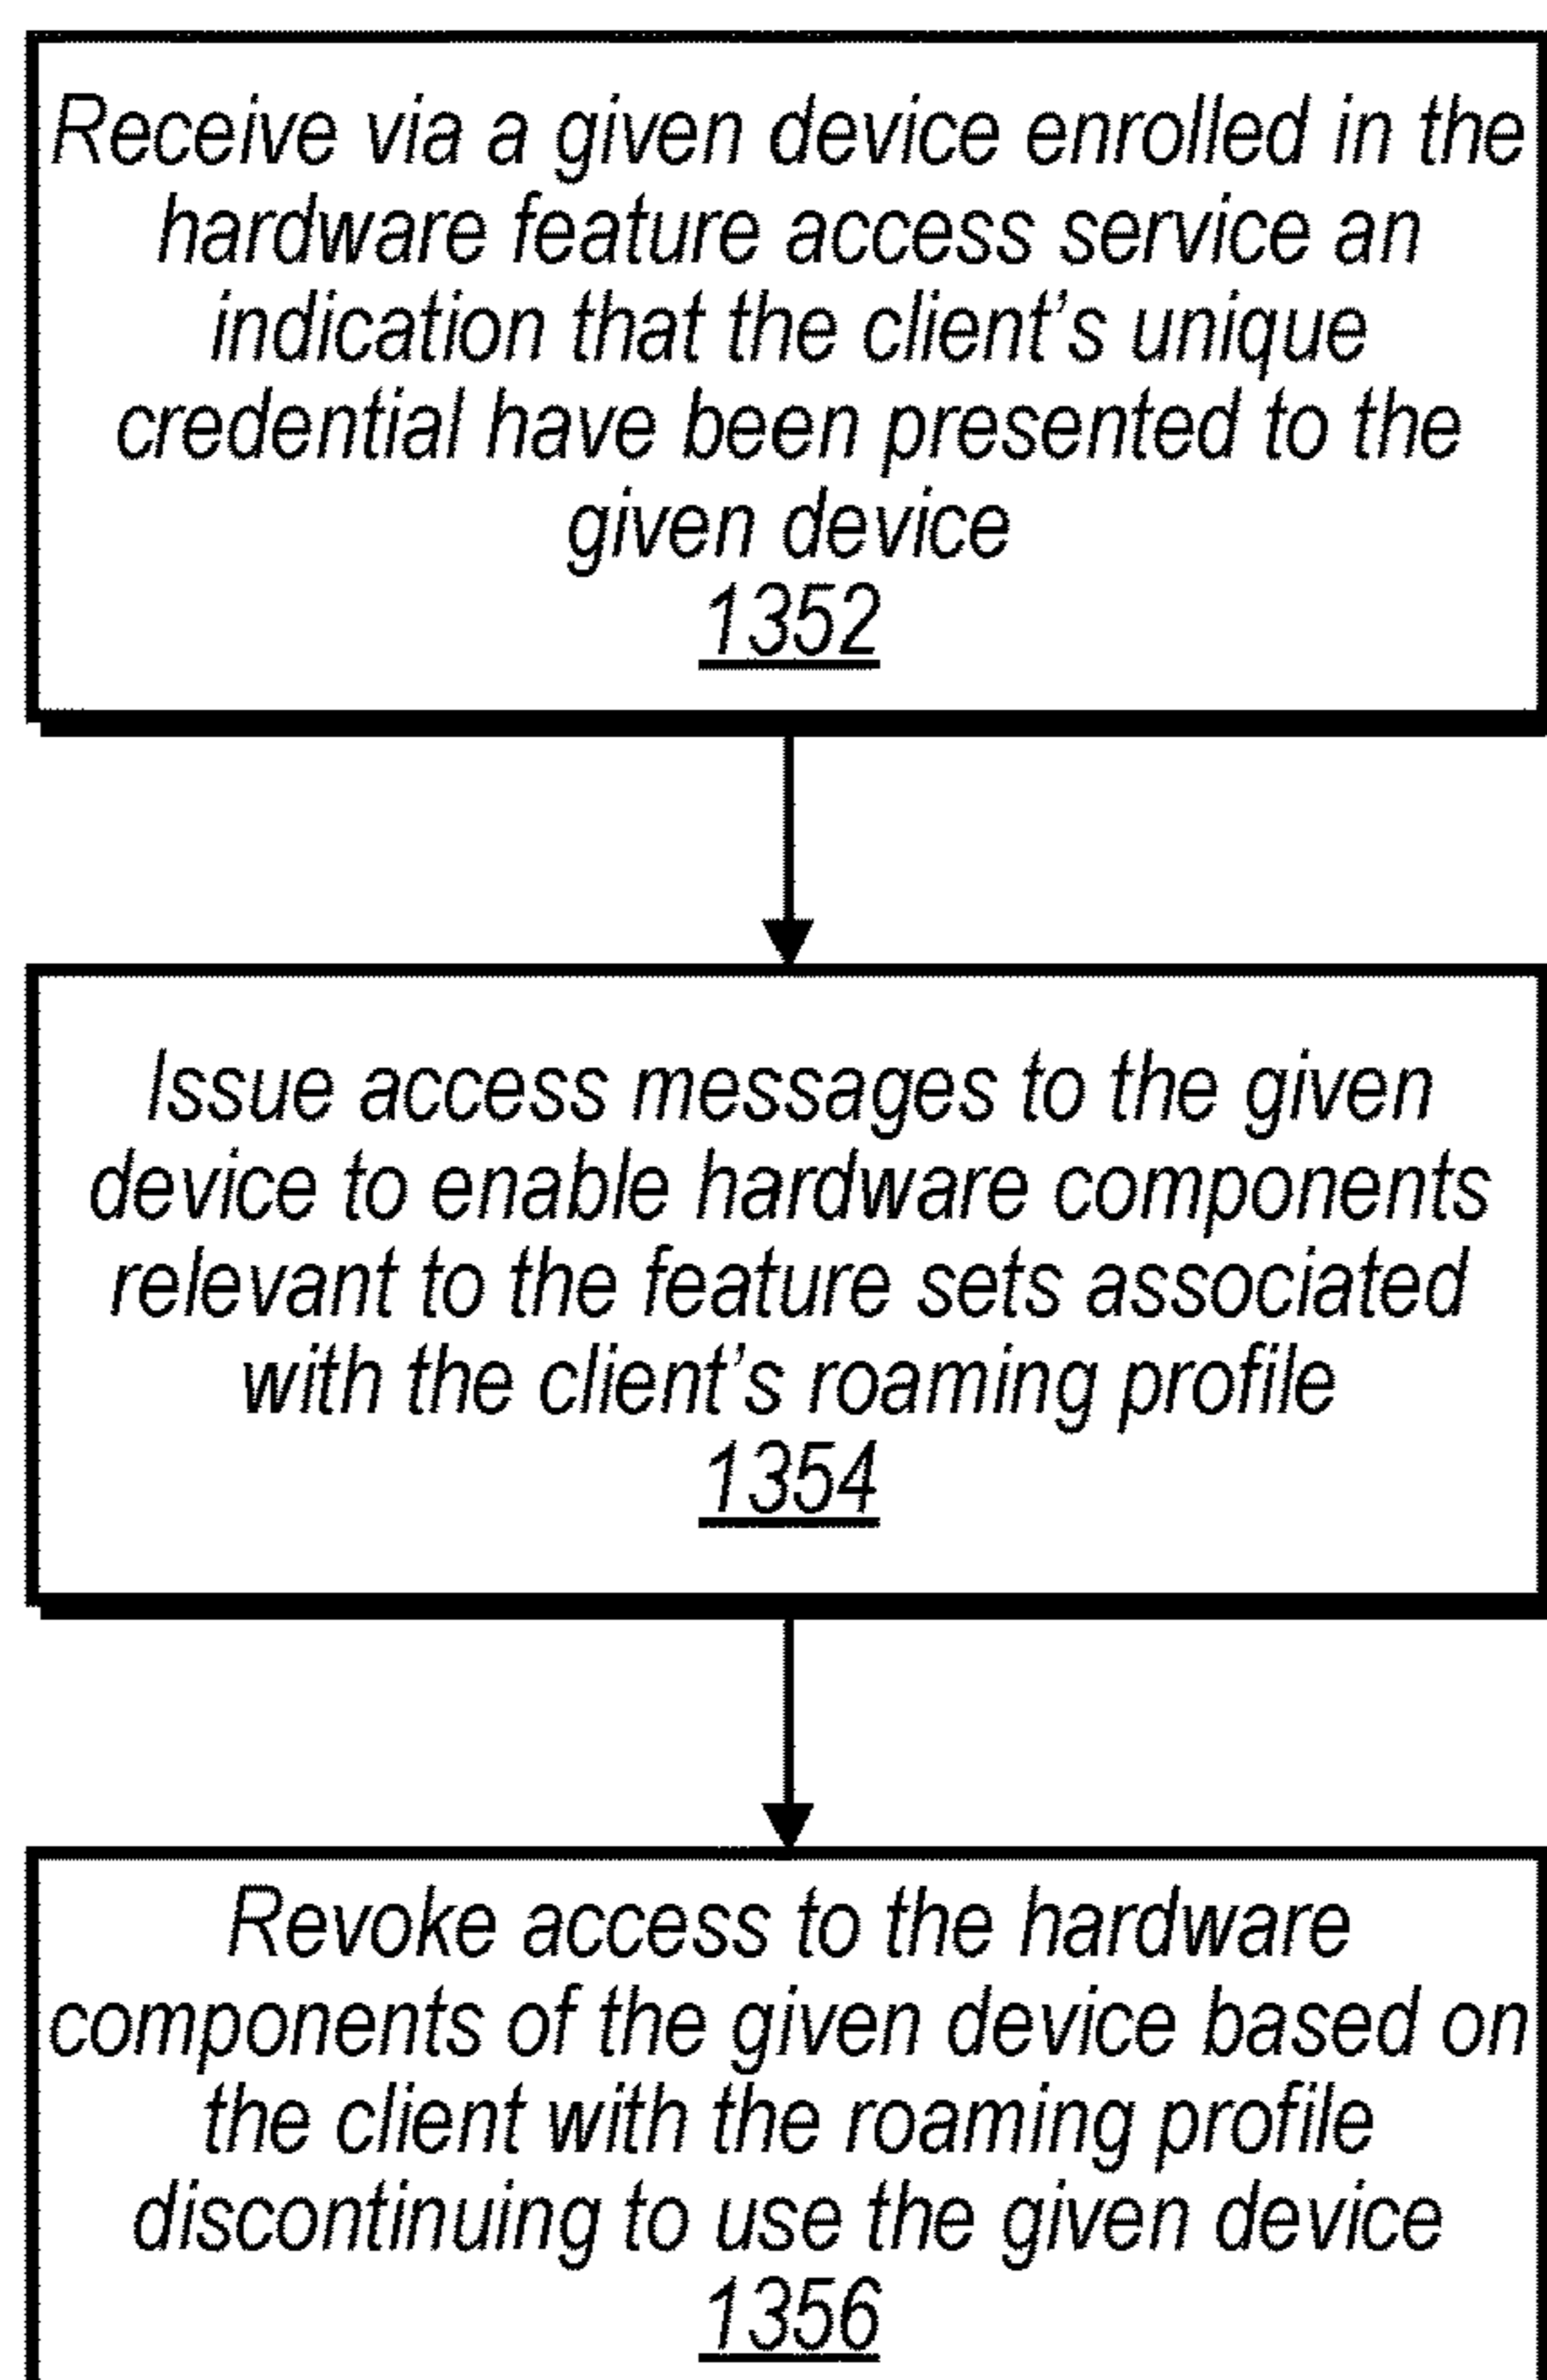 Receive via a given device enrolled in the
hardware feature access service an
indication that the client's unique
credential have been presented to the
given device
1352
Issue access messages to the given
device to enable hardware components
relevant to the feature sets associated
with the client's roaming profile
1354
Revoke access to the hardware
components of the given device based on
the client with the roaming profile
discontinuing to use the given device
1356